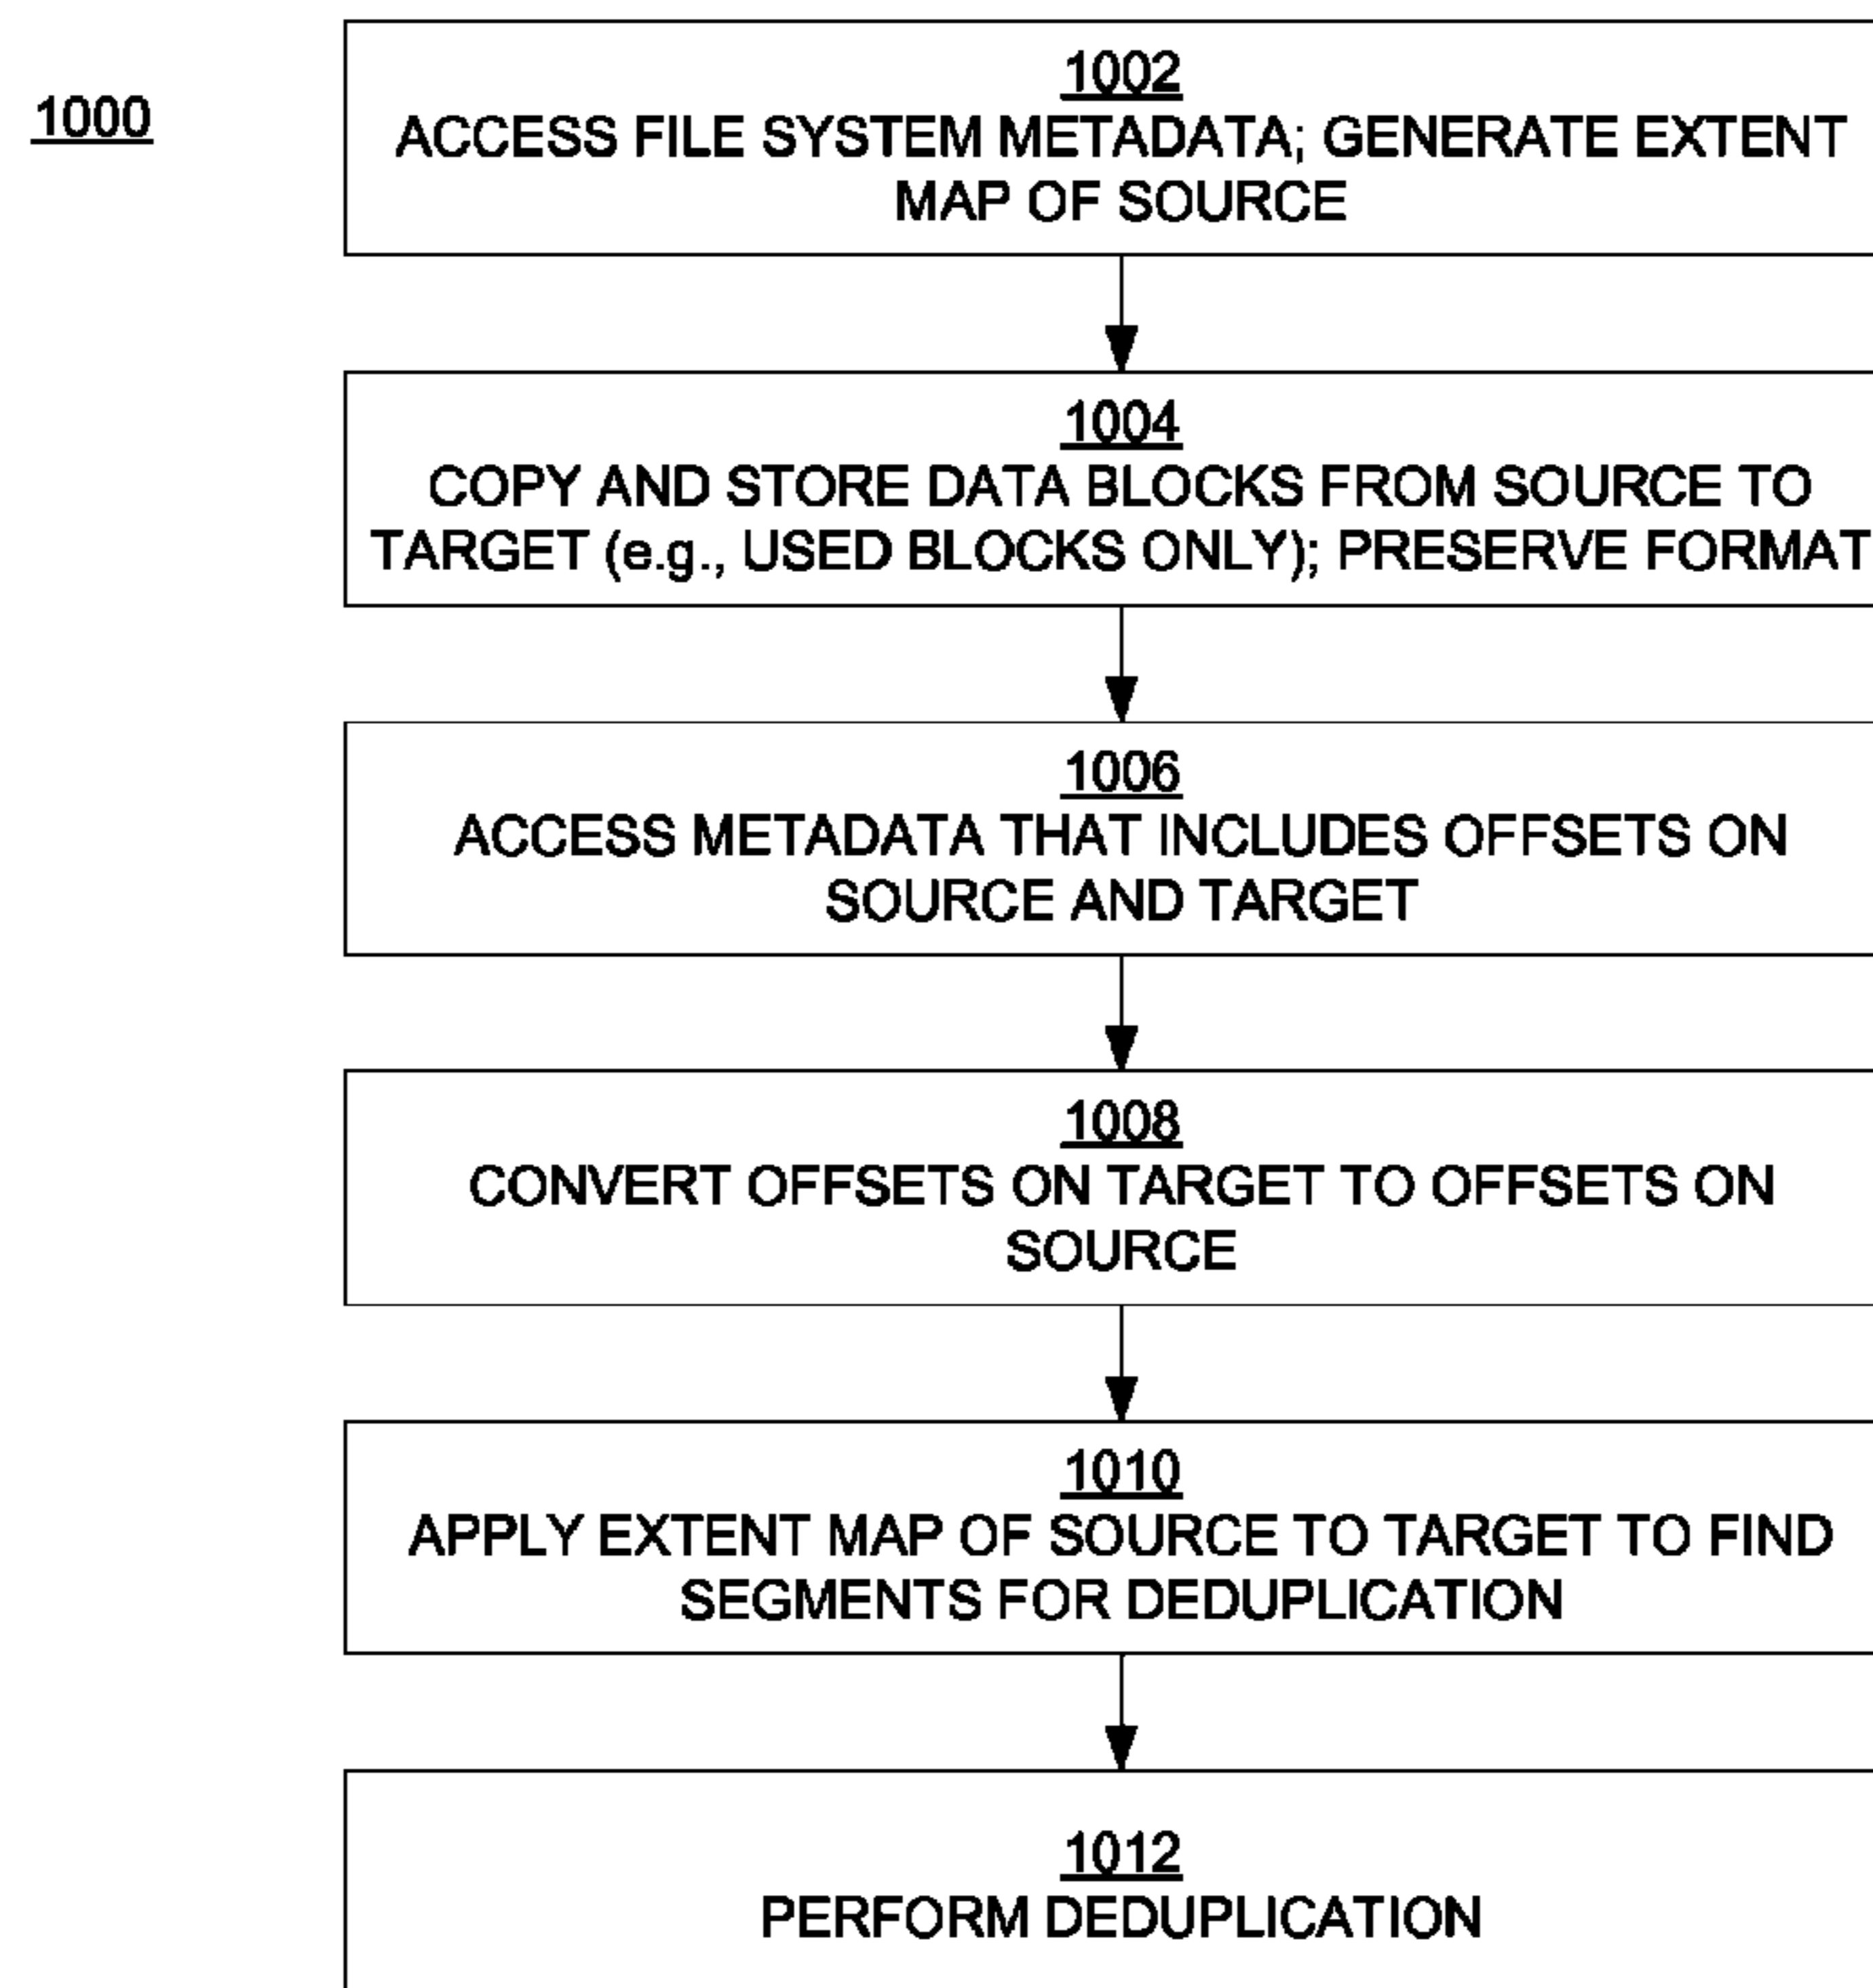 1000
1002
ACCESS FILE SYSTEM METADATA; GENERATE EXTENT
MAP OF SOURCE
1004
COPY AND STORE DATA BLOCKS FROM SOURCE TO
TARGET (e.g., USED BLOCKS ONLY); PRESERVE FORMAT
1006
ACCESS METADATA THAT INCLUDES OFFSETS ON
SOURCE AND TARGET
1008
CONVERT OFFSETS ON TARGET TO OFFSETS ON
SOURCE
1010
APPLY EXTENT MAP OF SOURCE TO TARGET TO FIND
SEGMENTS FOR DEDUPLICATION
1012
PERFORM DEDUPLICATION